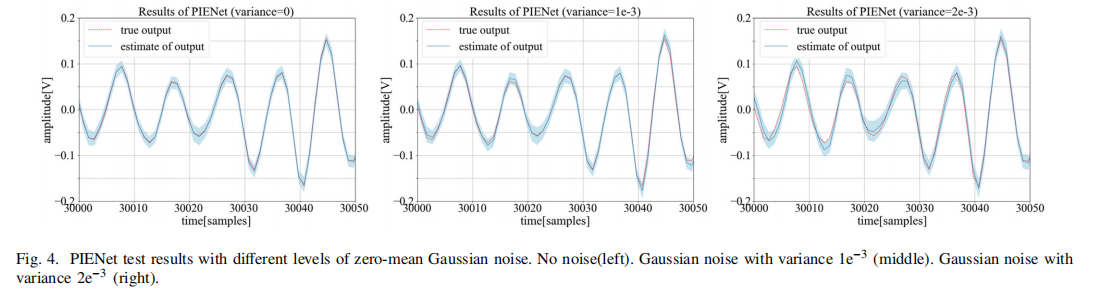 Results of PIENet (variance=0)
0.2
0.1
0.0
−0.1
−0.2
amplitude[V]
true output
estimate of output
30000
30010
30020
30030
30040
30050
time[samples]
Results of PIENet (variance=1e-3)
0.2
0.1
0.0
−0.1
−0.2
amplitude[V]
true output
estimate of output
30000
30010
30020
30030
30040
30050
time[samples]
Results of PIENet (variance=2e-3)
0.2
0.1
0.0
−0.1
−0.2
amplitude[V]
true output
estimate of output
30000
30010
30020
30030
30040
30050
time[samples]
Fig. 4. PIENet test results with different levels of zero-mean Gaussian noise. No noise(left). Gaussian noise with variance 1e⁻³ (middle). Gaussian noise with
variance 2e⁻³ (right).